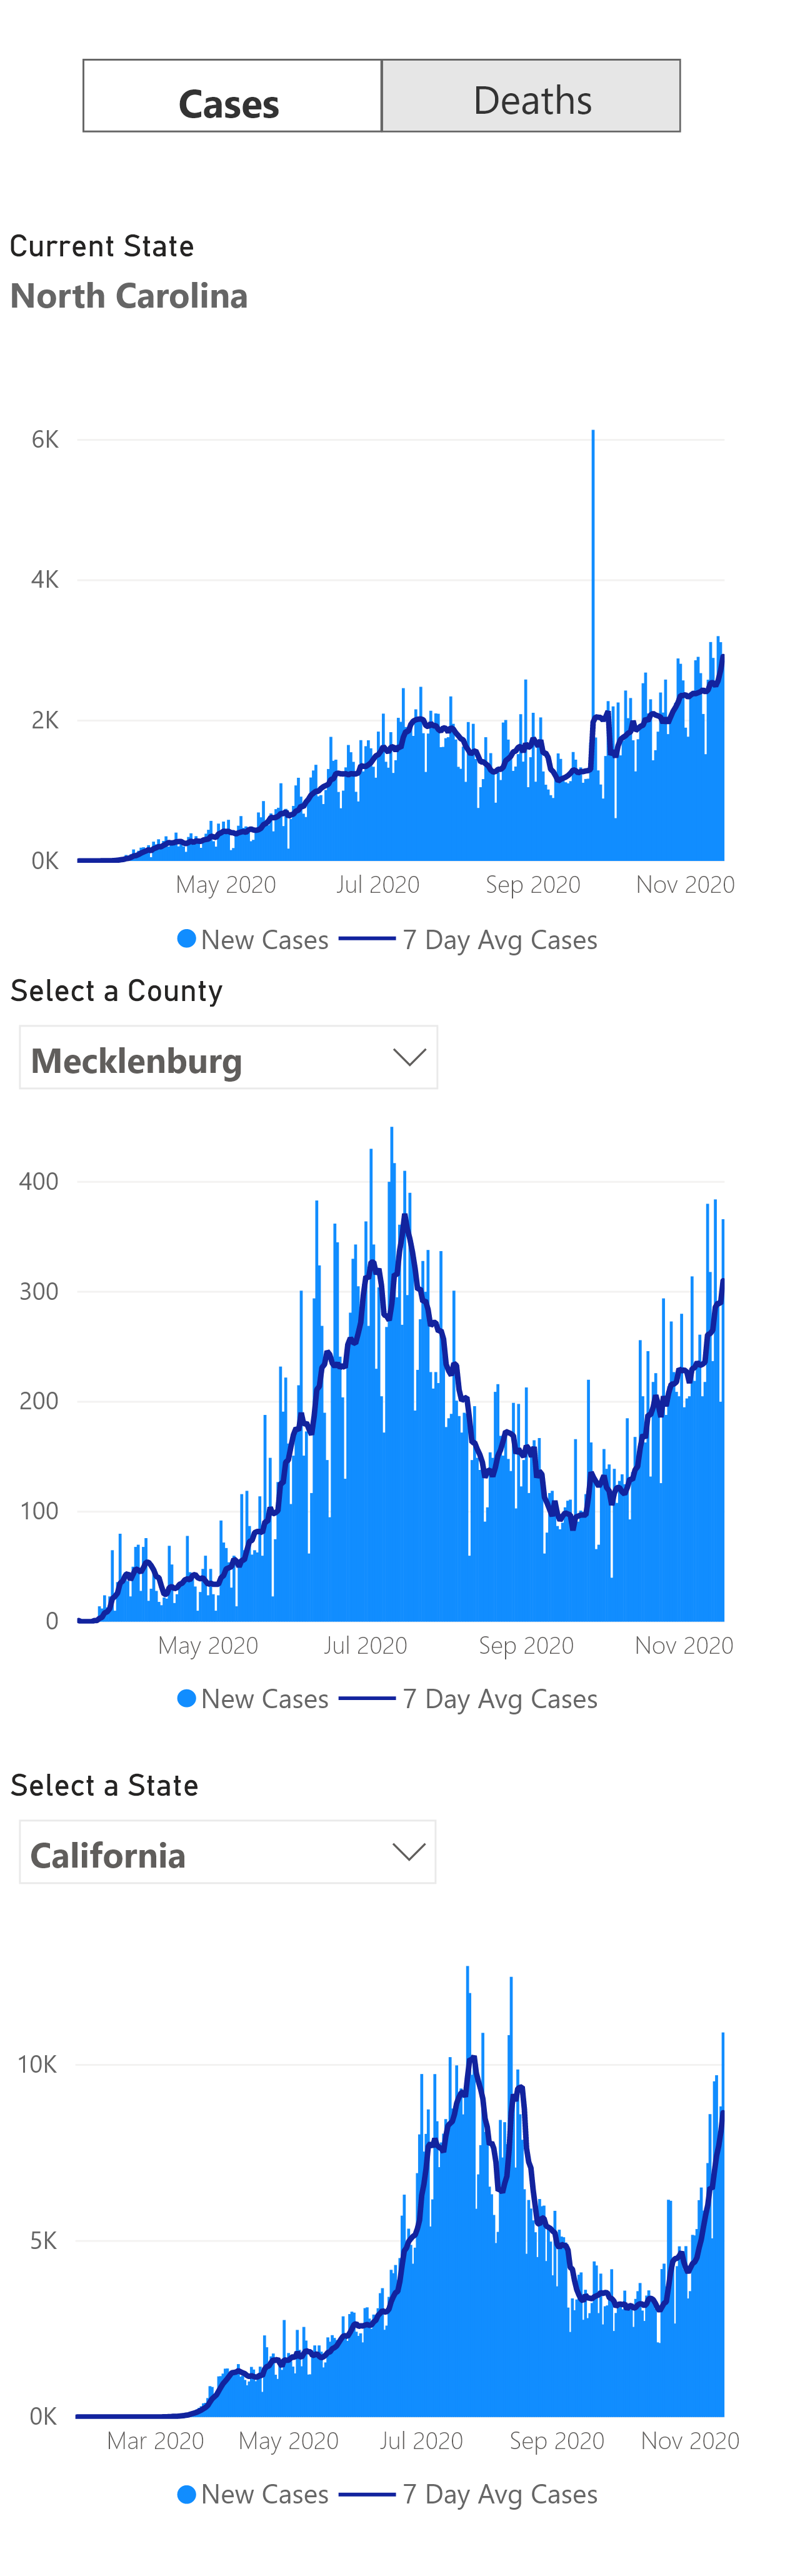 Cases Deaths
Current State
North Carolina
6K
4K
2K
0K
May 2020 Jul 2020 Sep 2020 Nov 2020
New Cases 7 Day Avg Cases
Select a County
Mecklenburg
400
300
200
100
0
May 2020 Jul 2020 Sep 2020 Nov 2020
New Cases 7 Day Avg Cases
Select a State
California
10K
5K
0K
Mar 2020 May 2020 Jul 2020 Sep 2020 Nov 2020
New Cases 7 Day Avg Cases